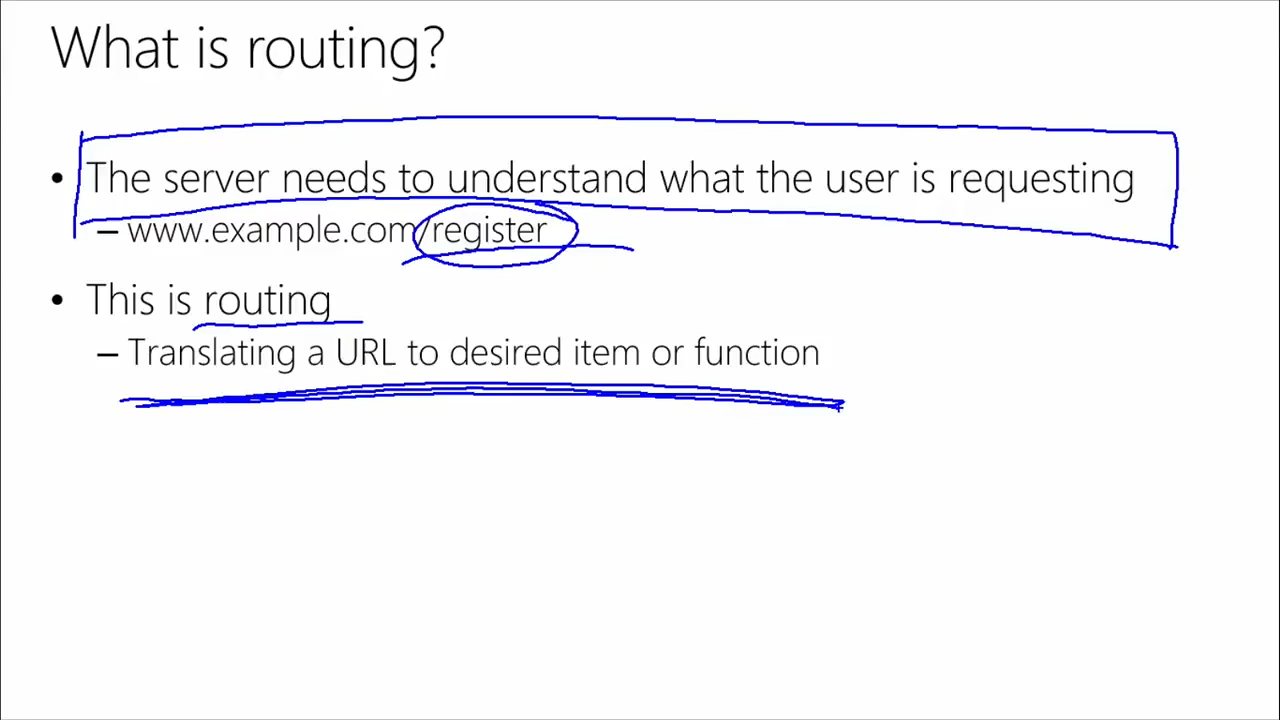 What is routing?
• The server needs to understand what the user is requesting
– www.example.com/register
• This is routing
– Translating a URL to desired item or function